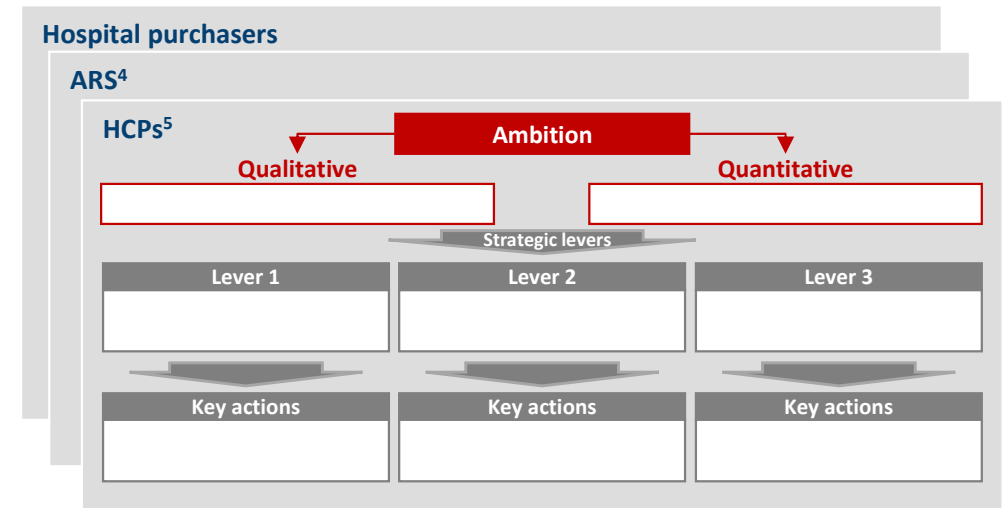 Hospital purchasers
ARS⁴
HCPs⁵
Ambition
Qualitative
Quantitative
Strategic levers
Lever 1
Lever 2
Lever 3
Key actions
Key actions
Key actions